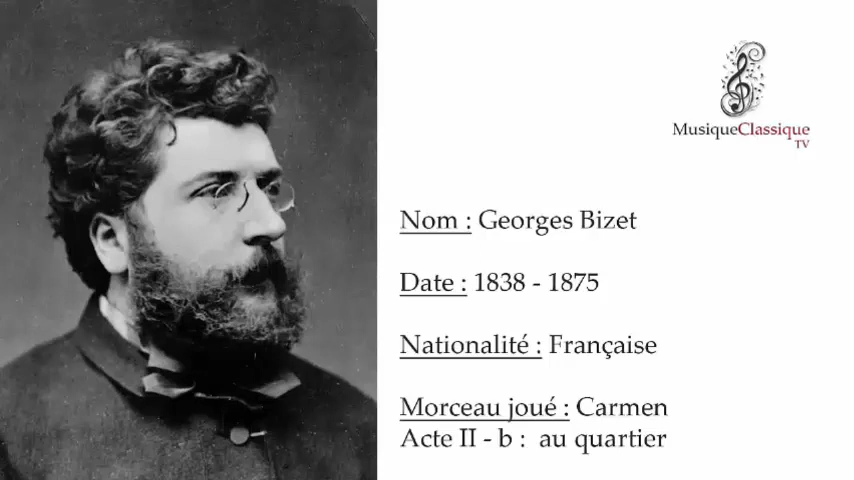 MusiqueClassique
TV
Nom : Georges Bizet
Date : 1838 - 1875
Nationalité : Française
Morceau joué : Carmen
Acte II - b :  au quartier